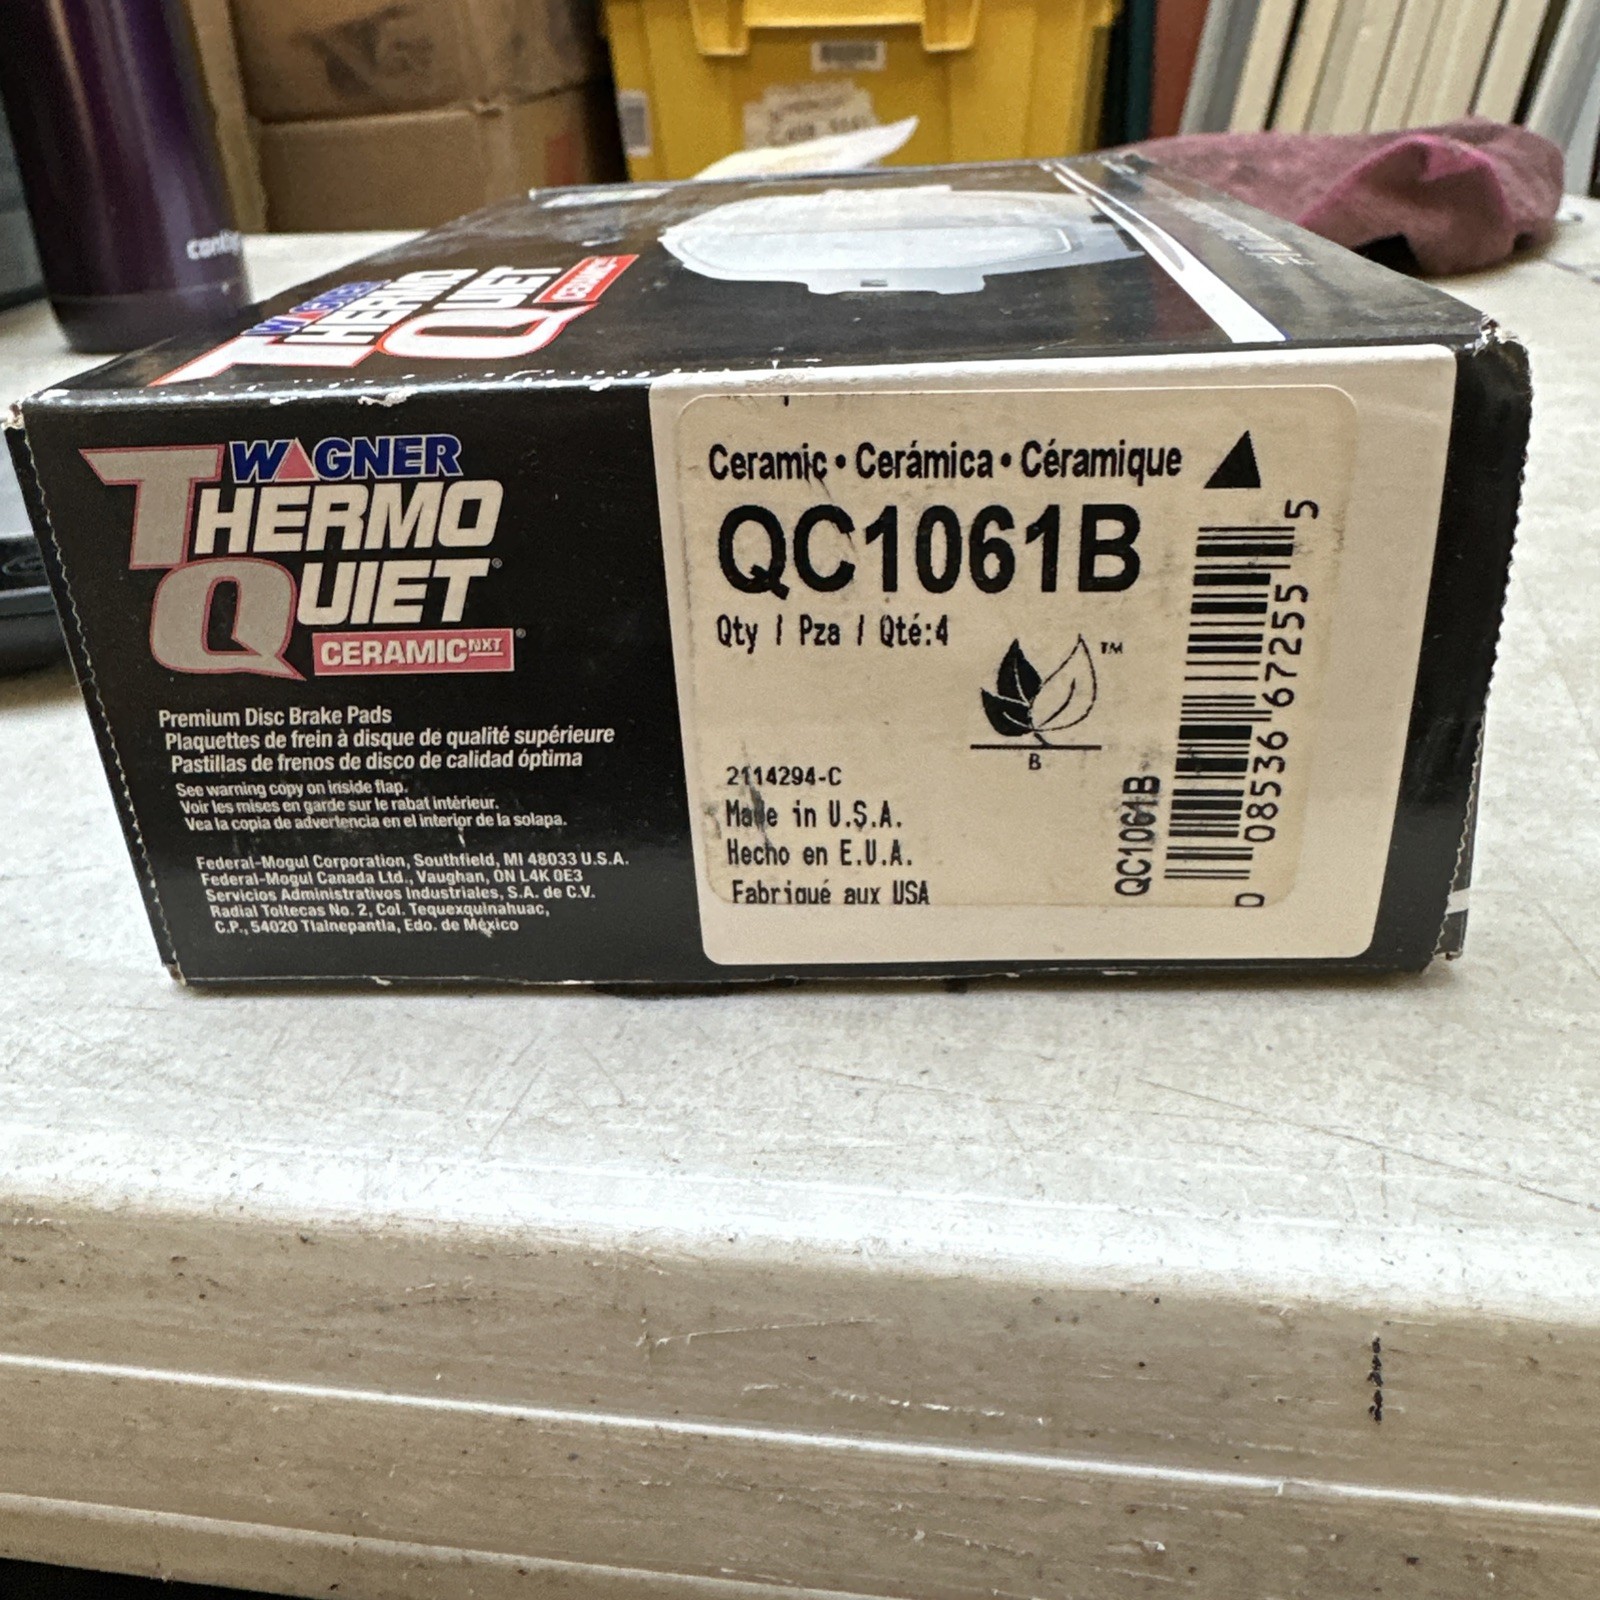 WAGNER
THERMO
QUIET
CERAMIC
WAGNER
THERMO
QUIET®
CERAMICNXT®
Premium Disc Brake Pads
Plaquettes de frein à disque de qualité supérieure
Pastillas de frenos de disco de calidad óptima
See warning copy on inside flap.
Voir les mises en garde sur le rabat intérieur.
Vea la copia de advertencia en el interior de la solapa.
Federal-Mogul Corporation, Southfield, MI 48033 U.S.A.
Federal-Mogul Canada Ltd., Vaughan, ON L4K 0E3
Servicios Administrativos Industriales, S.A. de C.V.
Radial Toltecas No. 2, Col. Tequexquinahuac,
C.P., 54020 Tlalnepantla, Edo. de México
Ceramic • Cerámica • Céramique
QC1061B
Qty / Pza / Qté:4
TM
B
2114294-C
Made in U.S.A.
Hecho en E.U.A.
Fabriqué aux USA
QC1061B
0 08536 67255 5